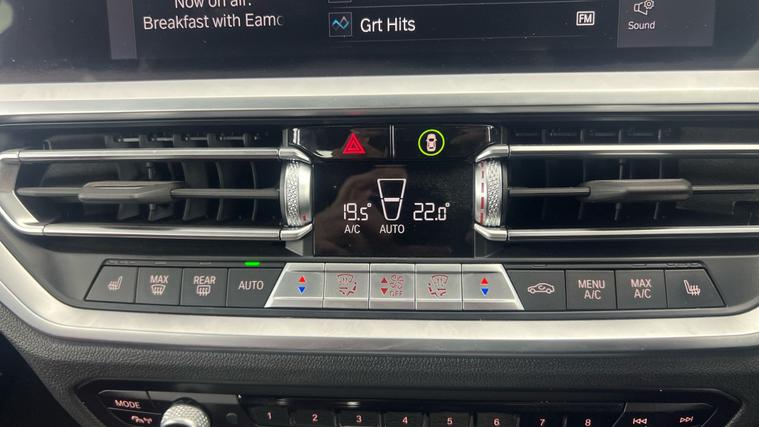 Now on air:
Breakfast with Eamo
Grt Hits
FM
Sound
19.5°
22.0°
A/C
AUTO
MAX
REAR
AUTO
OFF
MENU
A/C
MAX
A/C
MODE
1 2 3 4 5 6 7 8